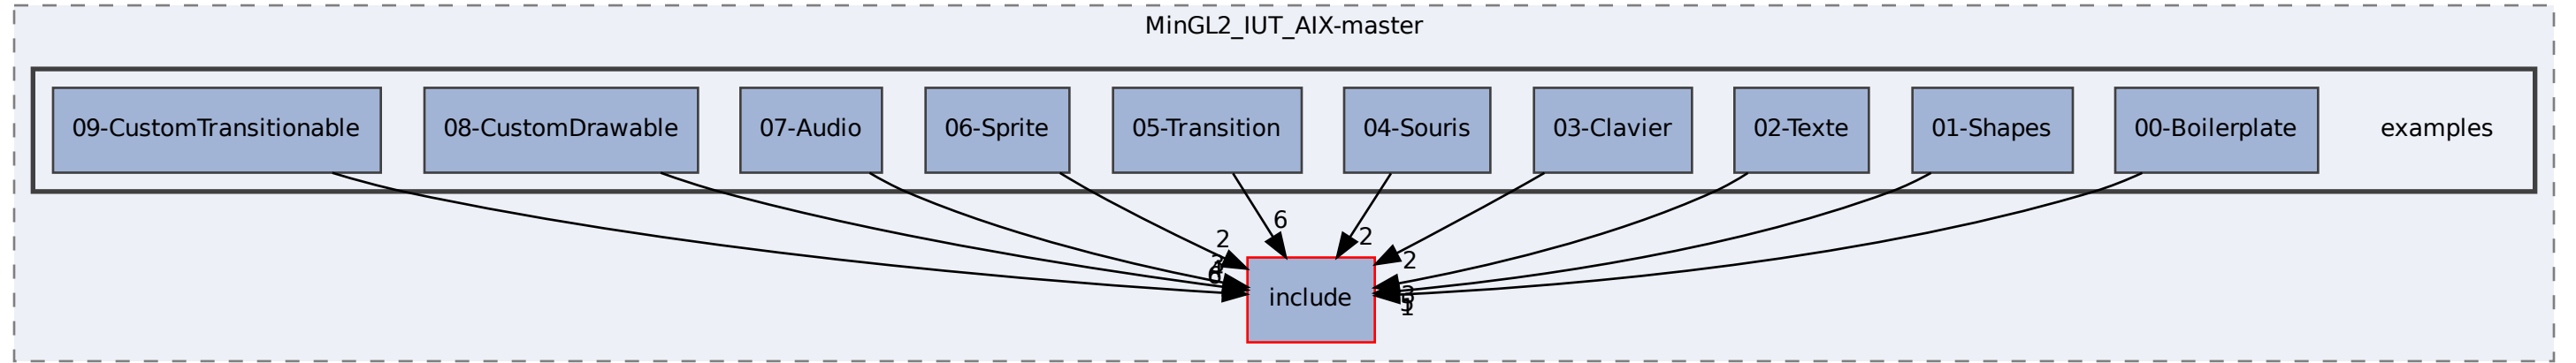 MinGL2_IUT_AIX-master
09-CustomTransitionable
08-CustomDrawable
07-Audio
06-Sprite
05-Transition
04-Souris
03-Clavier
02-Texte
01-Shapes
00-Boilerplate
examples
6
2
2
2
include
1